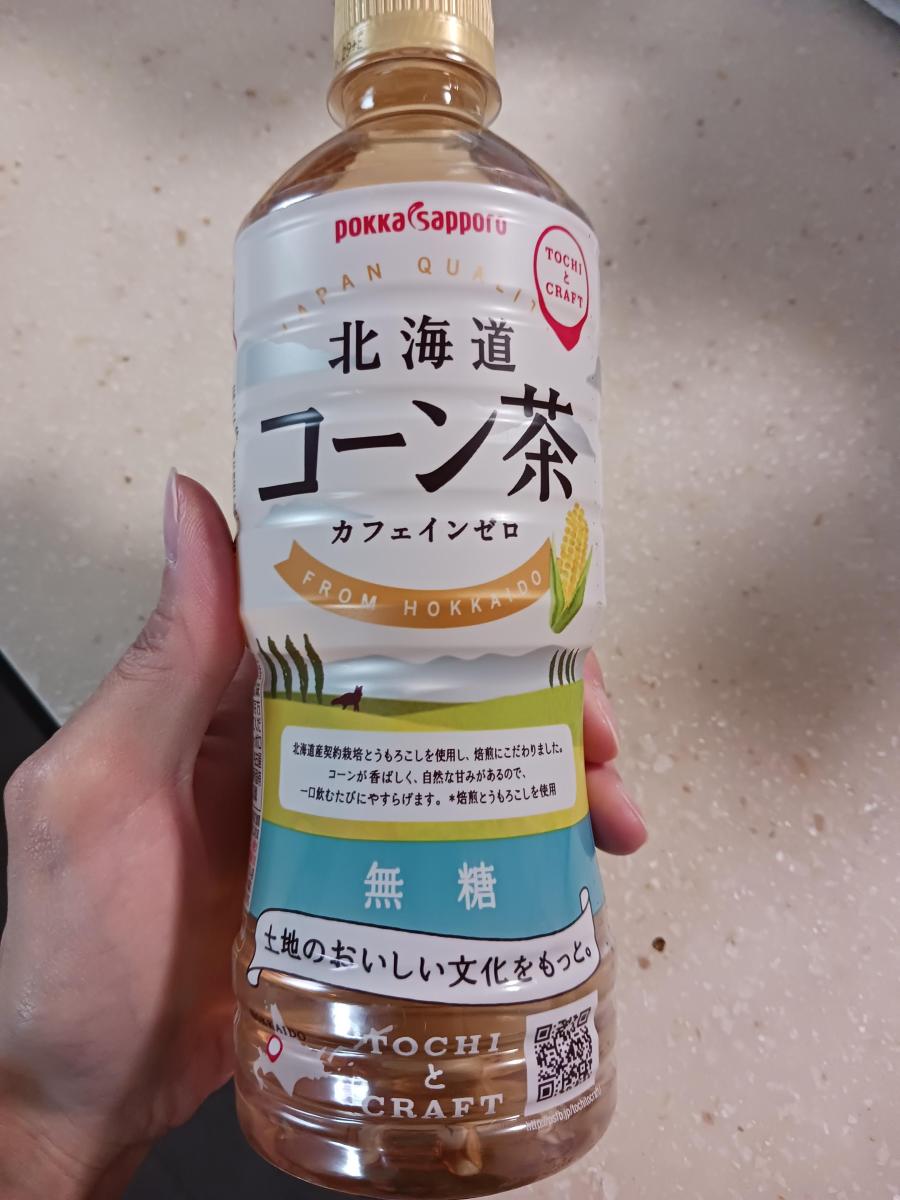 pokka sapporo
TOCHI
と
CRAFT
JAPAN QUALITY
北海道
コーン茶
カフェインゼロ
FROM HOKKAIDO
北海道産契約栽培とうもろこしを使用し、焙煎にこだわりました。
コーンが香ばしく、自然な甘みがあるので、
一口飲むたびにやすらげます。*焙煎とうもろこしを使用
無糖
土地のおいしい文化をもっと。
HOKKAIDO
TOCHI
と
CRAFT
http://psfb.jp/tochitocraft/